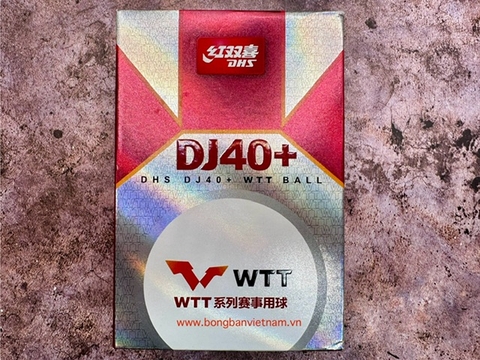 红双喜
DHS
DJ40+
DHS DJ40+ WTT BALL
WTT
WTT系列赛事用球
www.bongbanvietnam.vn